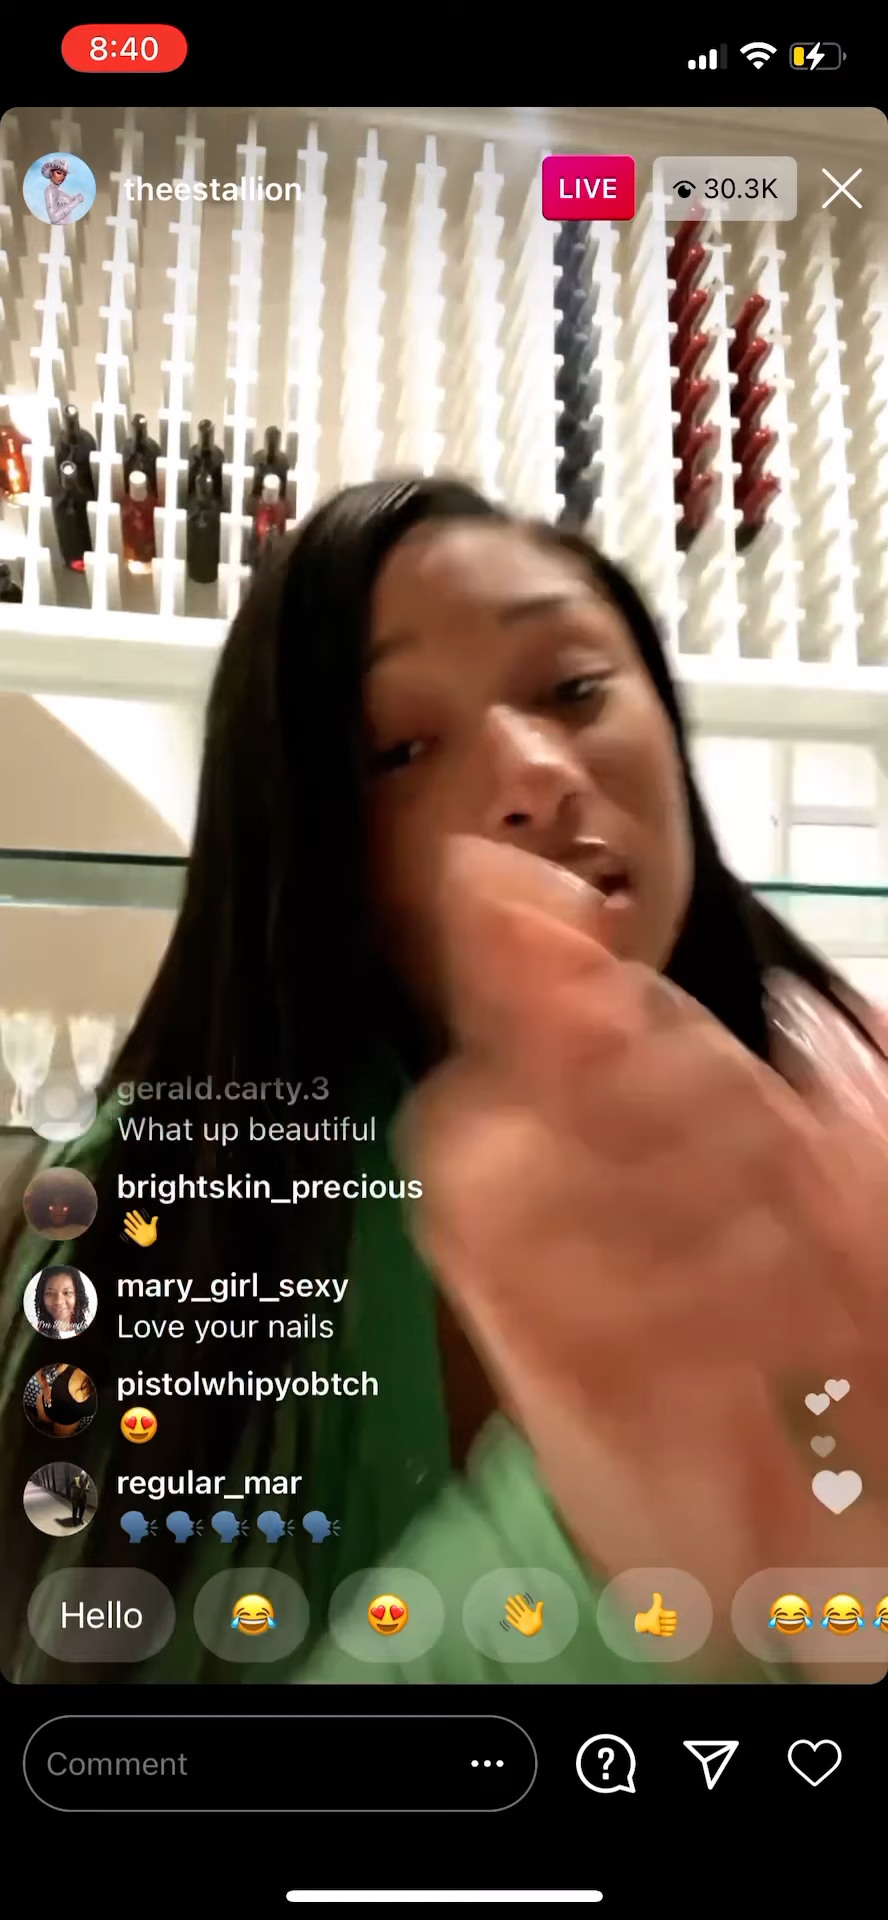 8:40
theestallion
LIVE
30.3K
gerald.carty.3
What up beautiful
brightskin_precious
👋
mary_girl_sexy
Love your nails
pistolwhipyobtch
😍
regular_mar
🗣🗣🗣🗣🗣
Hello 😂 😍 👋 👍 😂😂
Comment